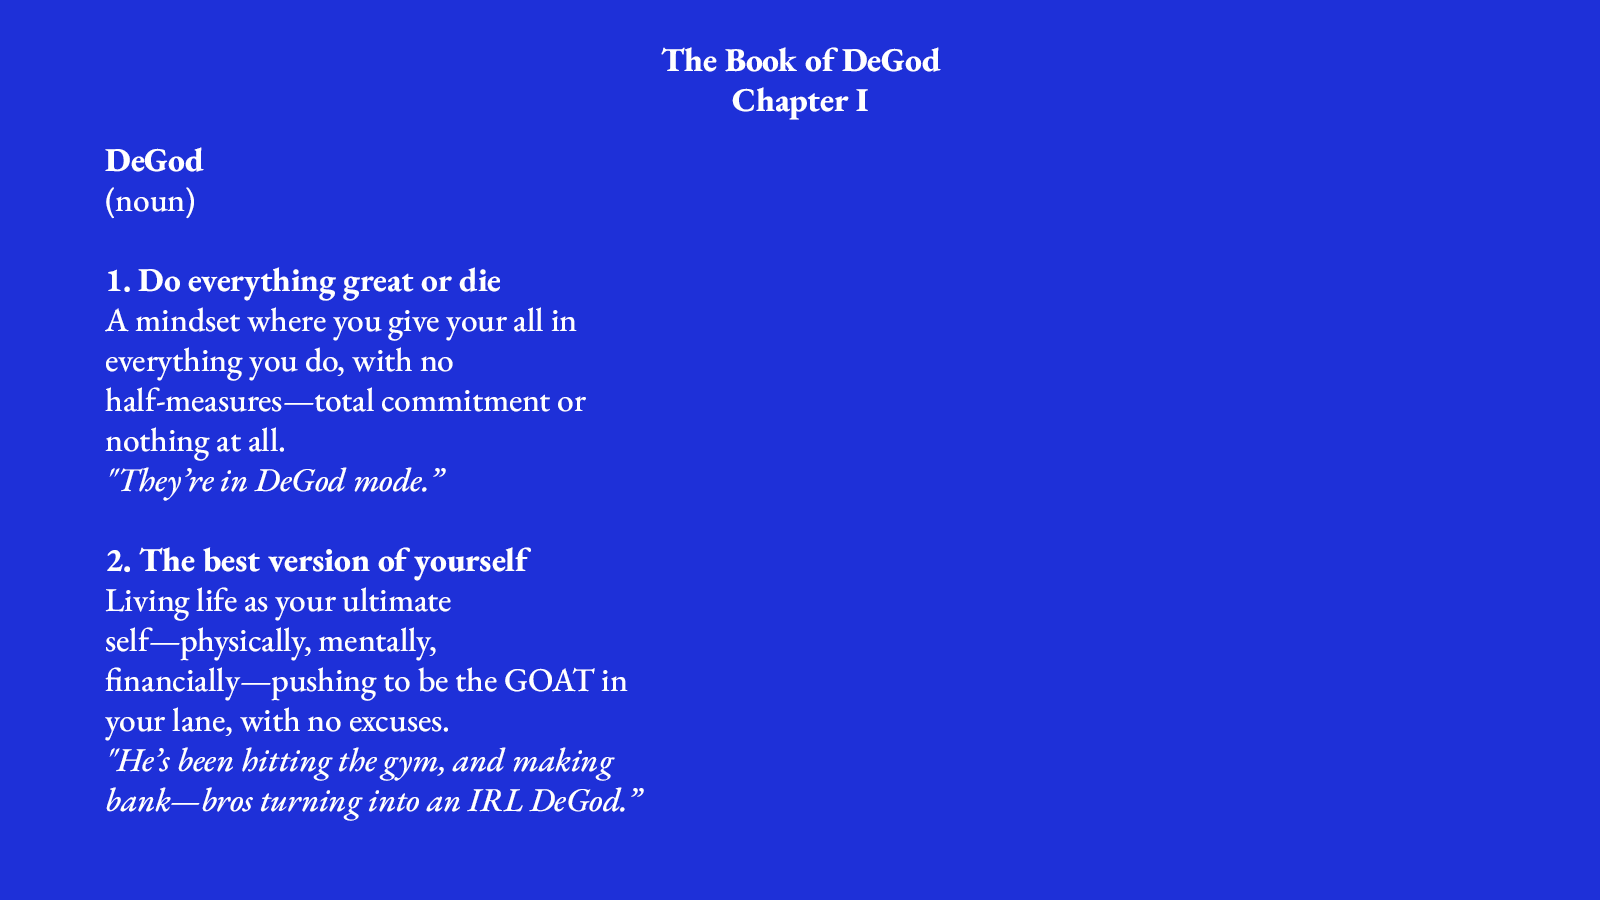 The Book of DeGod
Chapter I
DeGod
(noun)
1. Do everything great or die
A mindset where you give your all in
everything you do, with no
half-measures—total commitment or
nothing at all.
"They’re in DeGod mode.”
2. The best version of yourself
Living life as your ultimate
self—physically, mentally,
financially—pushing to be the GOAT in
your lane, with no excuses.
"He’s been hitting the gym, and making
bank—bros turning into an IRL DeGod.”